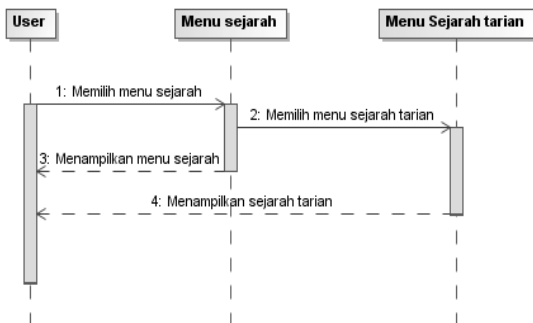 User
Menu sejarah
Menu Sejarah tarian
1: Memilih menu sejarah
2: Memilih menu sejarah tarian
3: Menampilkan menu sejarah
4: Menampilkan sejarah tarian